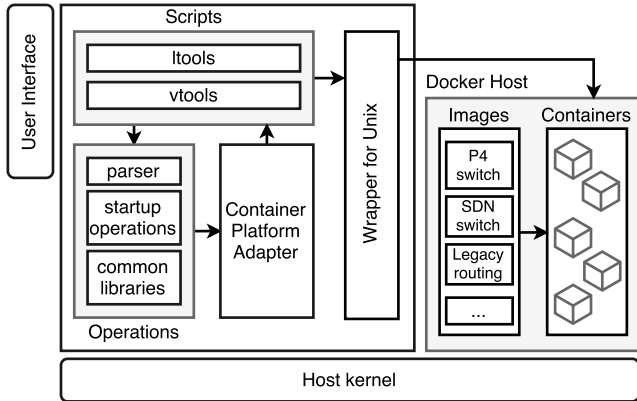 User Interface
Scripts
ltools
vtools
parser
startup
operations
common
libraries
Operations
Container
Platform
Adapter
Wrapper for Unix
Docker Host
Images
Containers
P4
switch
SDN
switch
Legacy
routing
...
Host kernel